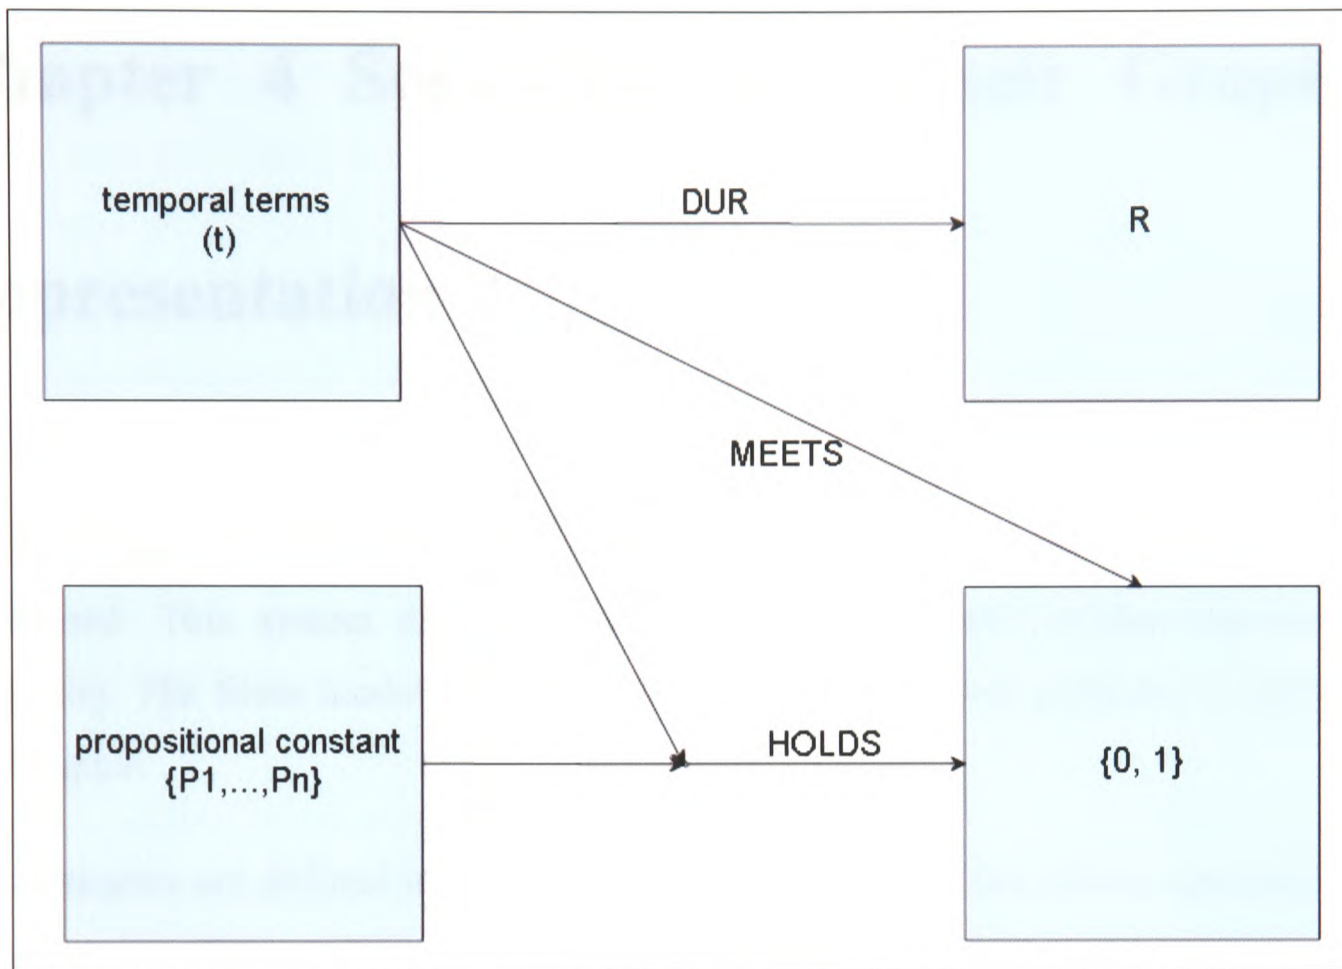 temporal terms
(t)
DUR
R
MEETS
propositional constant
{P1,...,Pn}
HOLDS
{0, 1}